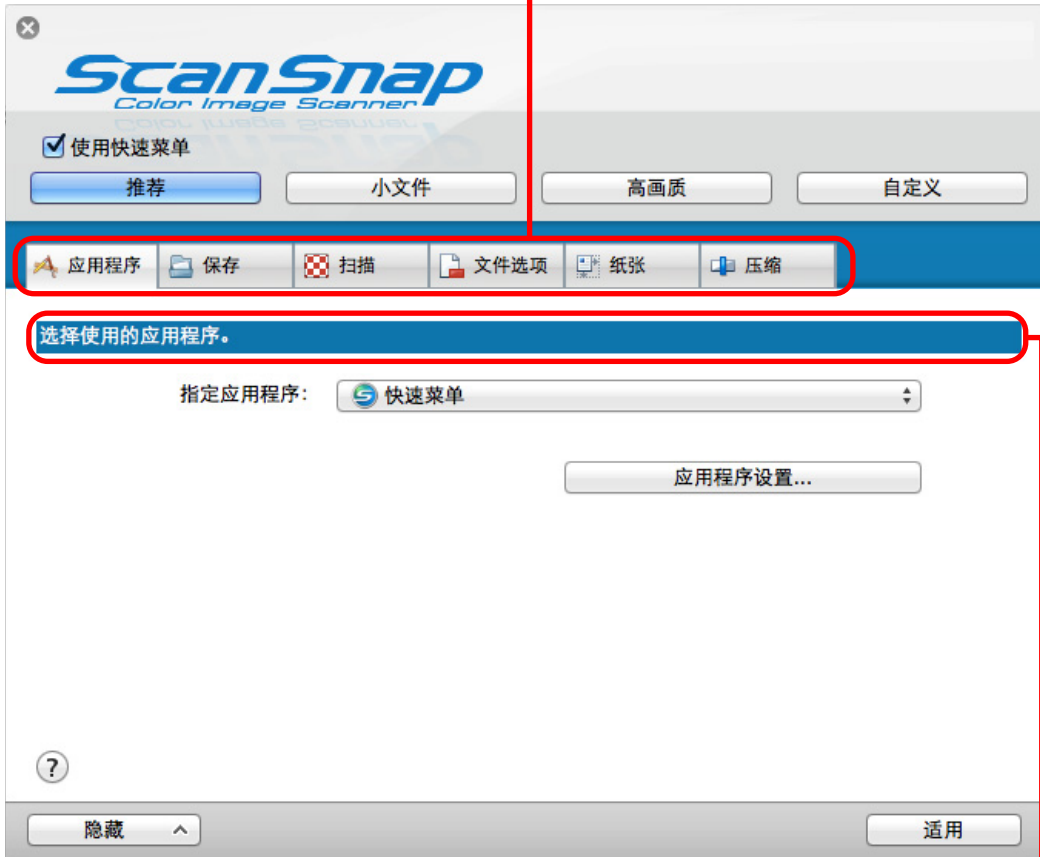 ScanSnap
Color Image Scanner
使用快速菜单
推荐 小文件 高画质 自定义
应用程序 保存 扫描 文件选项 纸张 压缩
选择使用的应用程序。
指定应用程序: 快速菜单
应用程序设置...
?
隐藏 适用